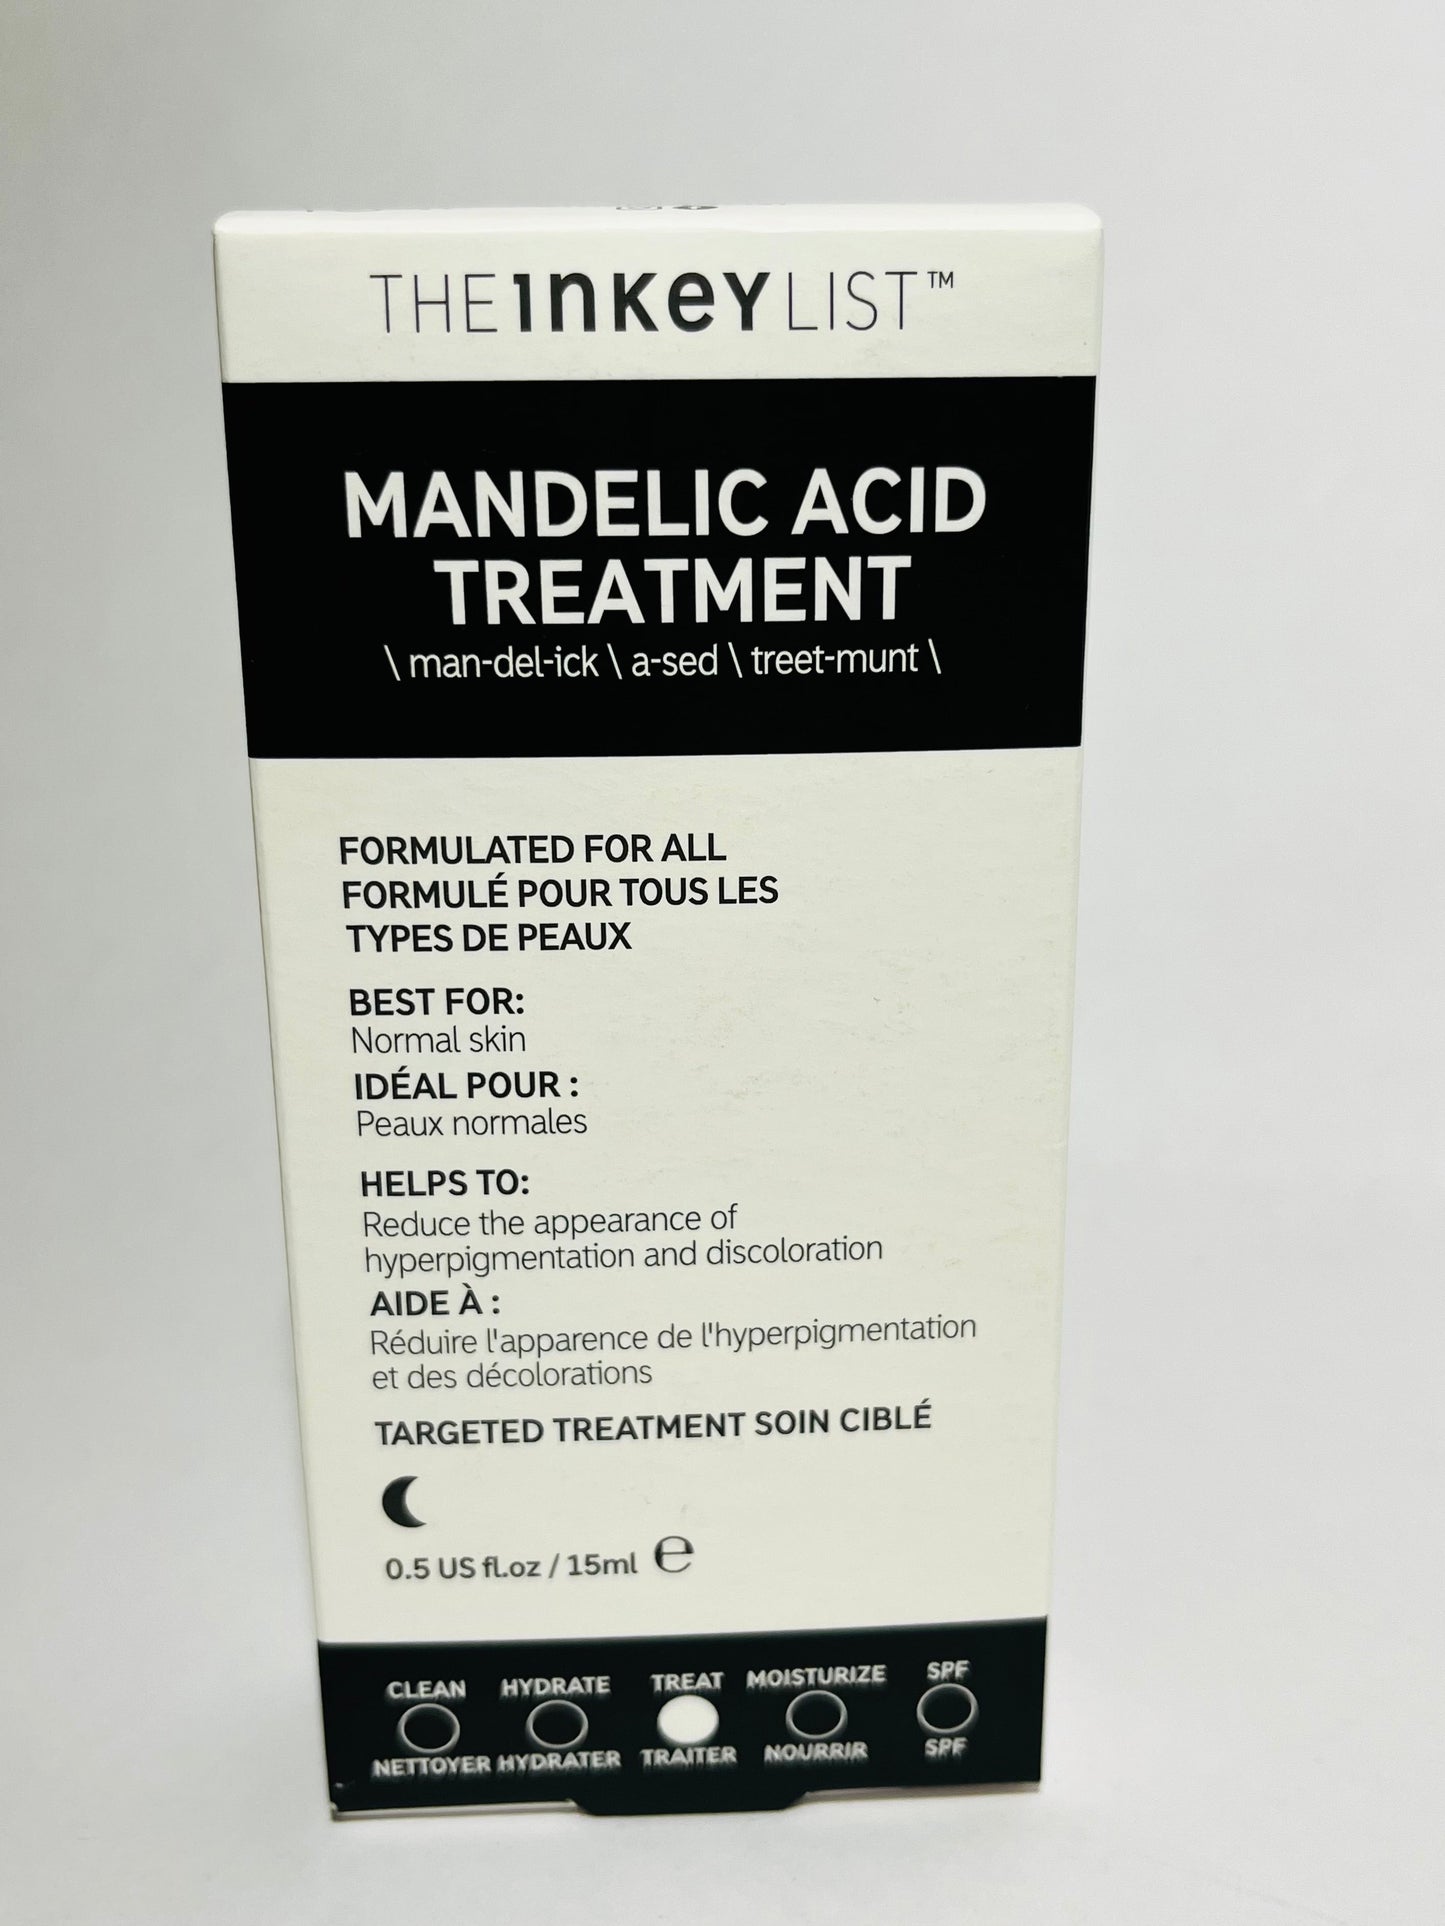 THE INKEY LIST™
MANDELIC ACID
TREATMENT
\ man-del-ick \ a-sed \ treet-munt \
FORMULATED FOR ALL
FORMULÉ POUR TOUS LES
TYPES DE PEAUX
BEST FOR:
Normal skin
IDÉAL POUR :
Peaux normales
HELPS TO:
Reduce the appearance of
hyperpigmentation and discoloration
AIDE À :
Réduire l'apparence de l'hyperpigmentation
et des décolorations
TARGETED TREATMENT SOIN CIBLÉ
0.5 US fl.oz / 15ml ℮
CLEAN HYDRATE TREAT MOISTURIZE SPF
NETTOYER HYDRATER TRAITER NOURRIR SPF